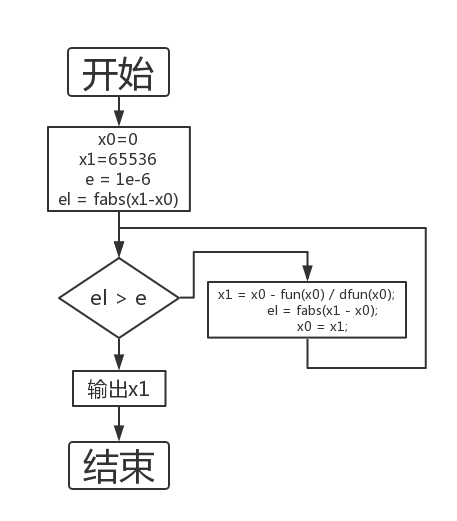 开始
x0=0
x1=65536
e = 1e-6
el = fabs(x1-x0)
el > e
x1 = x0 - fun(x0) / dfun(x0);
el = fabs(x1 - x0);
x0 = x1;
输出x1
结束